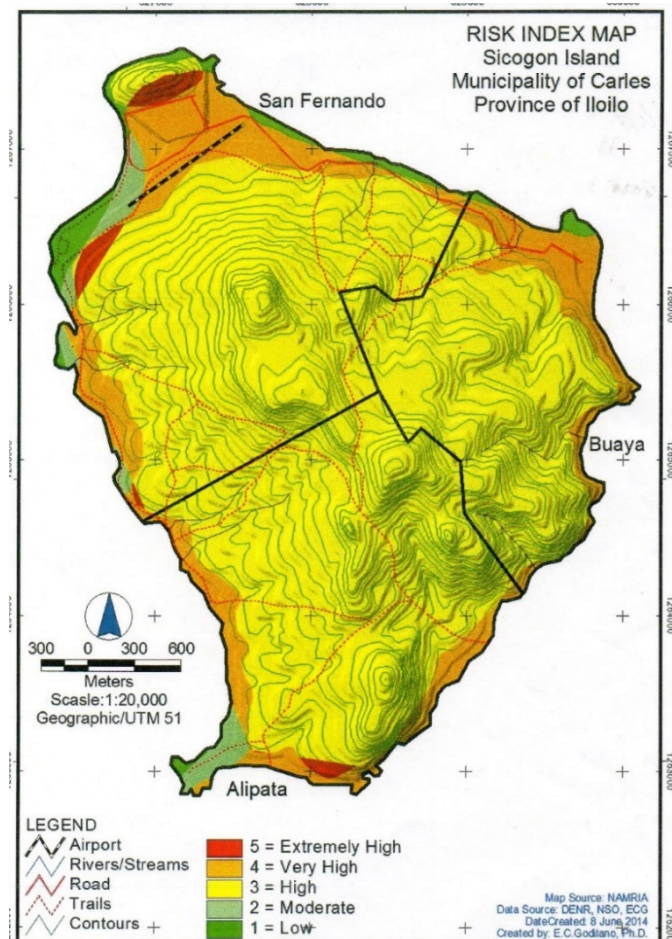 RISK INDEX MAP
Sicogon Island
Municipality of Carles
Province of Iloilo
San Fernando
Buaya
300 0 300 600
Meters
Scasle:1:20,000
Geographic/UTM 51
Alipata
LEGEND
Airport
Rivers/Streams
Road
Trails
Contours
5 = Extremely High
4 = Very High
3 = High
2 = Moderate
1 = Low
Map Source: NAMRIA
Data Source: DENR, NSO, ECG
DateCreated: 8 June 2014
Created by: E.C.Godilano, Ph.D.